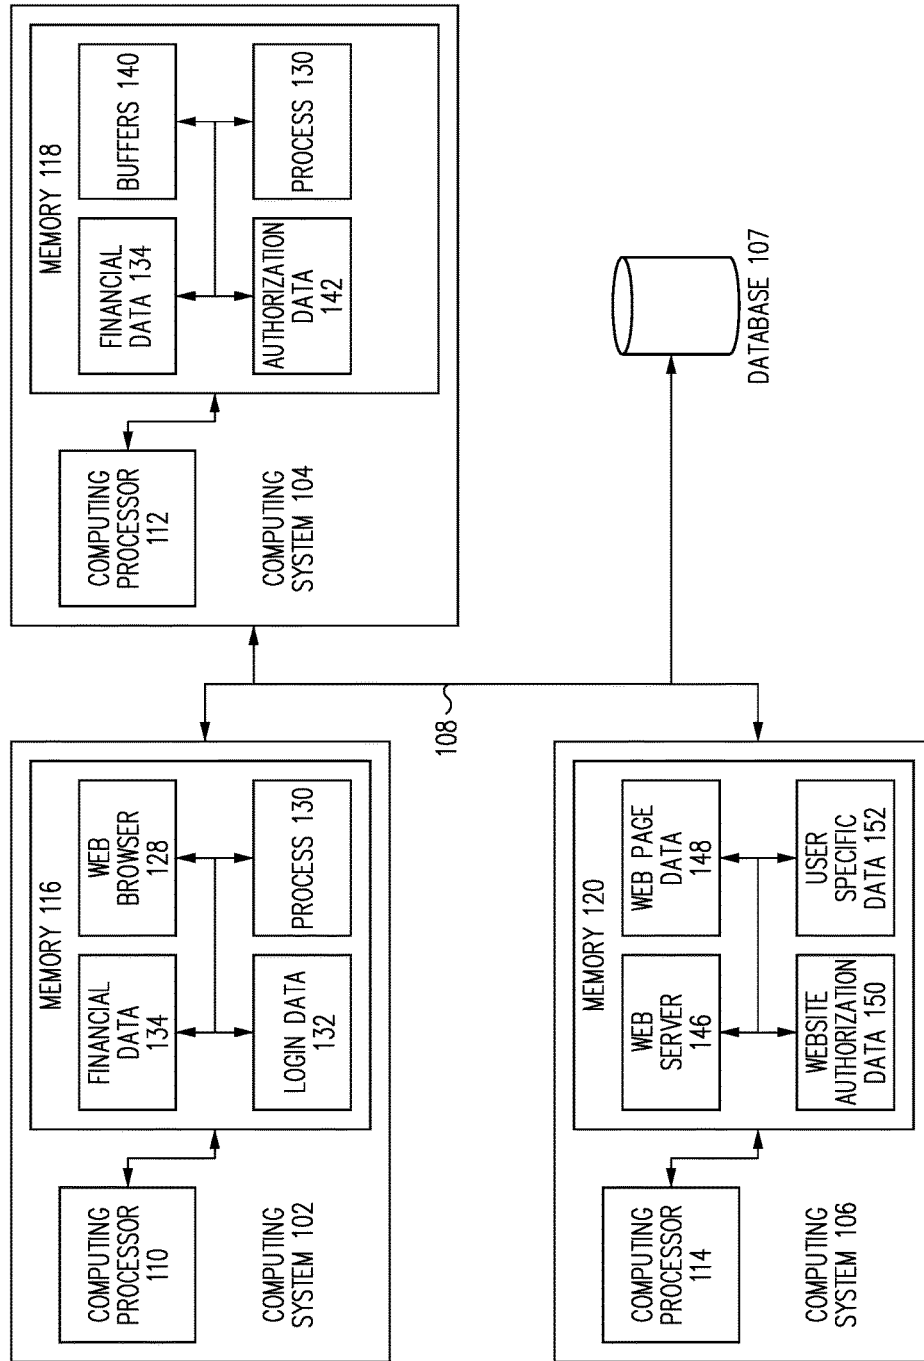 COMPUTING
PROCESSOR
110
COMPUTING
SYSTEM 102
MEMORY 116
FINANCIAL
DATA
134
WEB
BROWSER
128
LOGIN DATA
132
PROCESS 130
108
COMPUTING
PROCESSOR
112
COMPUTING
SYSTEM 104
MEMORY 118
FINANCIAL
DATA 134
BUFFERS 140
AUTHORIZATION
DATA
142
PROCESS 130
COMPUTING
PROCESSOR
114
COMPUTING
SYSTEM 106
MEMORY 120
WEB
SERVER
146
WEB PAGE
DATA
148
WEBSITE
AUTHORIZATION
DATA 150
USER
SPECIFIC
DATA 152
DATABASE 107